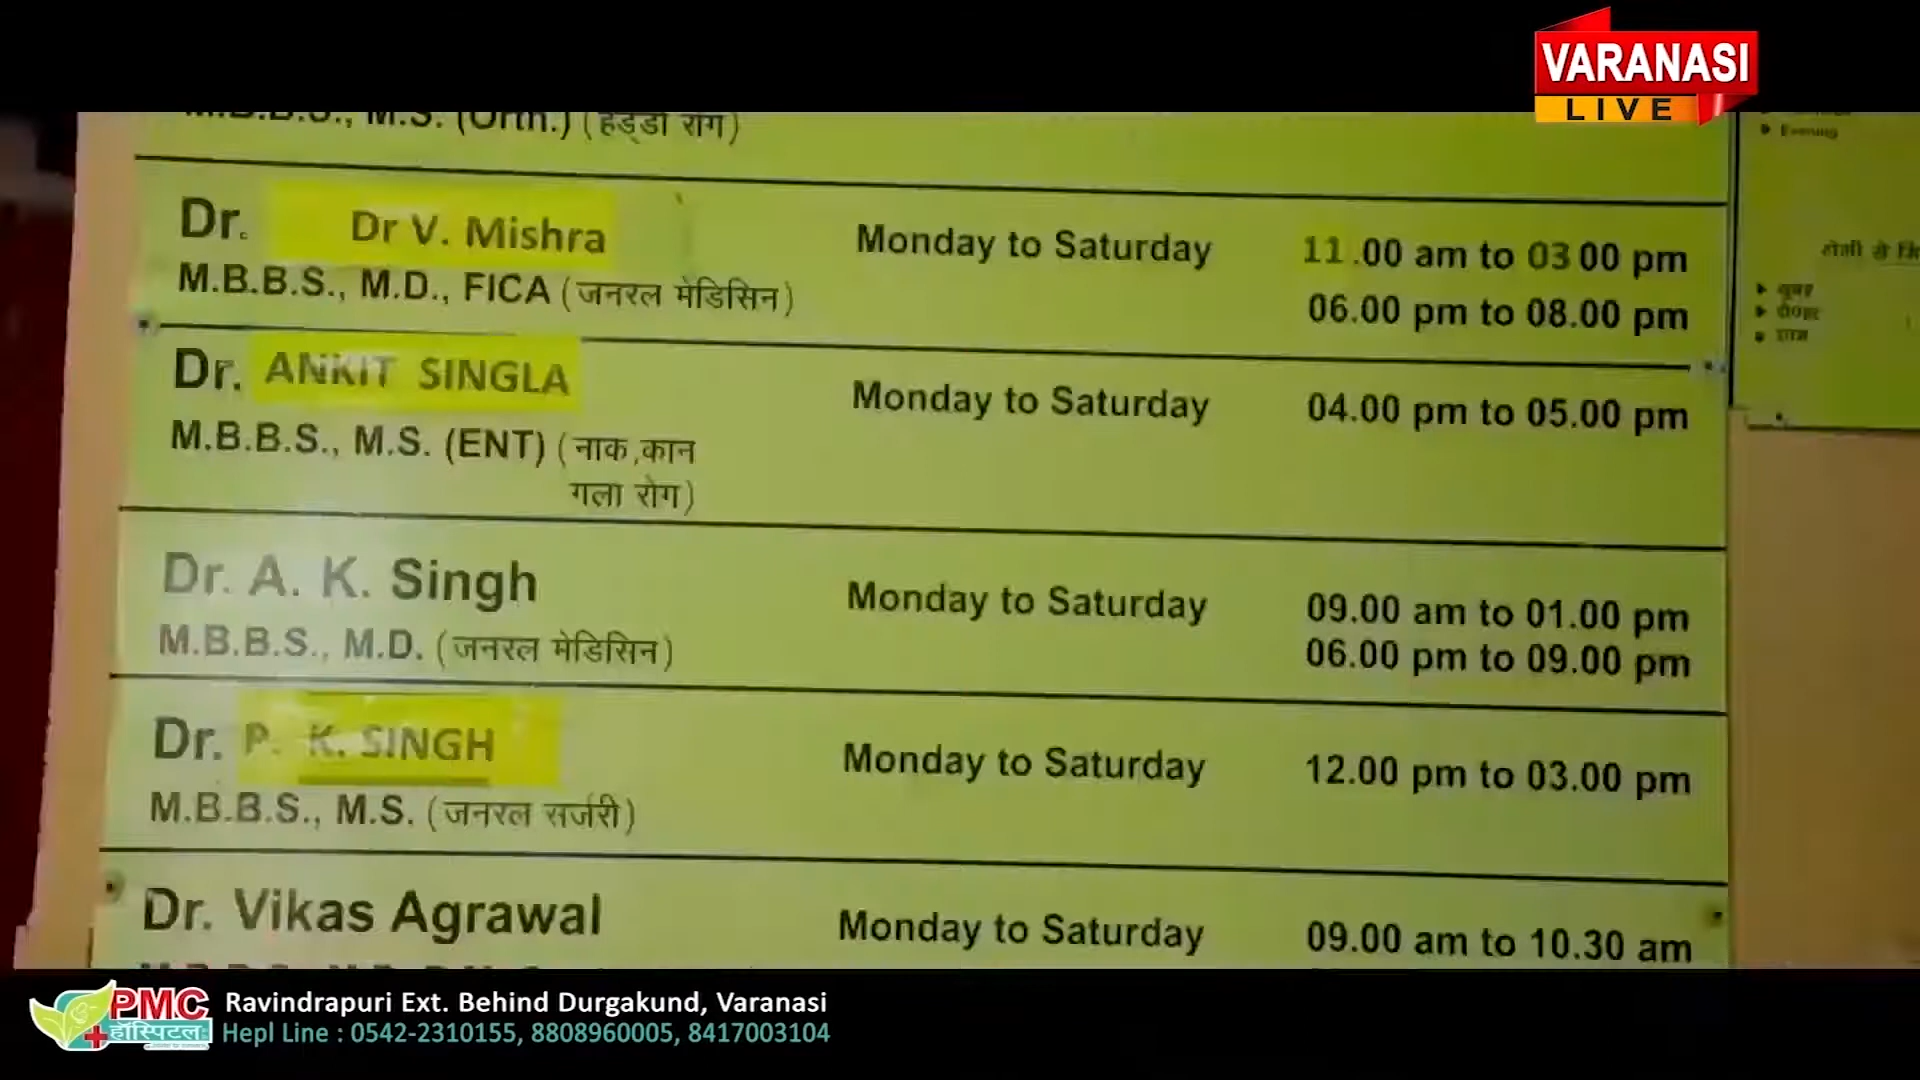 VARANASI
LIVE
M.B.B.S., M.S. (Orth.) (हड्डी रोग)
Evening
Dr. Dr V. Mishra Monday to Saturday 11.00 am to 03 00 pm
M.B.B.S., M.D., FICA (जनरल मेडिसिन) 06.00 pm to 08.00 pm
Dr. ANKIT SINGLA Monday to Saturday 04.00 pm to 05.00 pm
M.B.B.S., M.S. (ENT) (नाक,कान
गला रोग)
Dr. A. K. Singh Monday to Saturday 09.00 am to 01.00 pm
M.B.B.S., M.D. (जनरल मेडिसिन) 06.00 pm to 09.00 pm
Dr. P. K. SINGH Monday to Saturday 12.00 pm to 03.00 pm
M.B.B.S., M.S. (जनरल सर्जरी)
Dr. Vikas Agrawal Monday to Saturday 09.00 am to 10.30 am
PMC Ravindrapuri Ext. Behind Durgakund, Varanasi
हॉस्पिटल Hepl Line : 0542-2310155, 8808960005, 8417003104